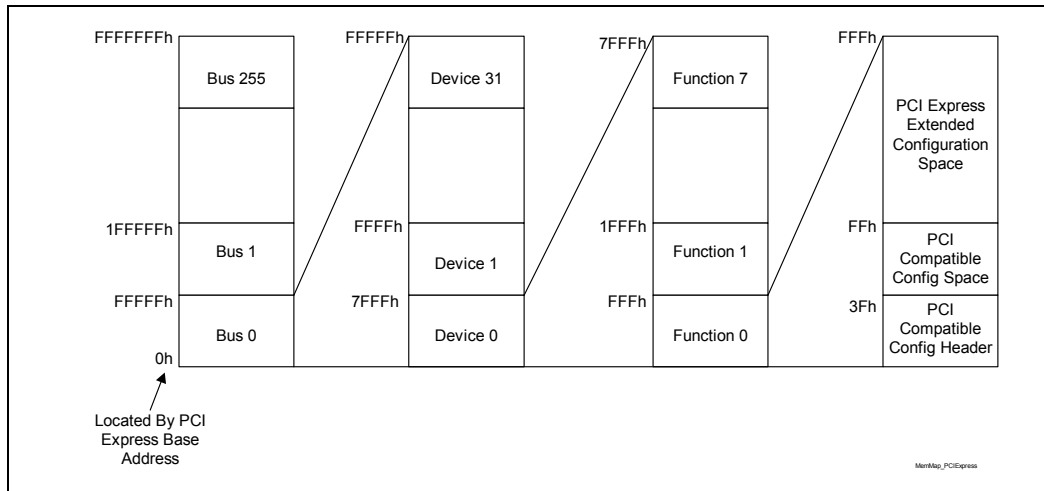 FFFFFFFh
Bus 255
1FFFFFh
Bus 1
FFFFFh
Bus 0
0h
Located By PCI
Express Base
Address
FFFFFh
Device 31
FFFFh
Device 1
7FFFh
Device 0
7FFFh
Function 7
1FFFh
Function 1
FFFh
Function 0
FFFh
PCI Express
Extended
Configuration
Space
FFh
PCI
Compatible
Config Space
3Fh
PCI
Compatible
Config Header
MemMap_PCIExpress